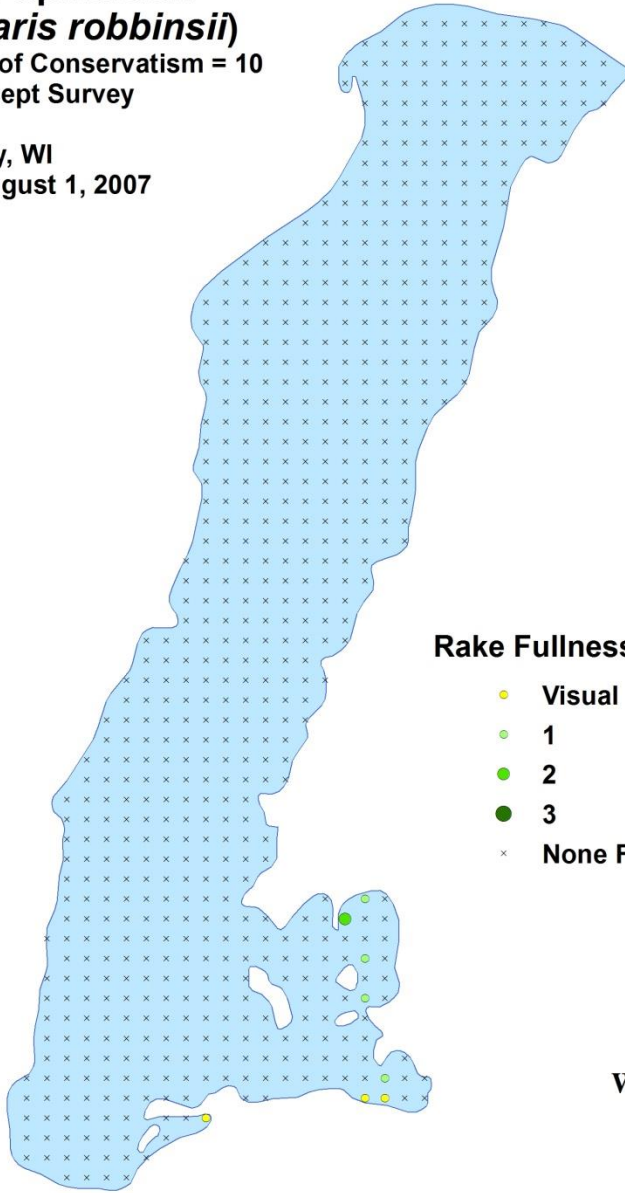 aris robbinsii)
of Conservatism = 10
ept Survey
y, WI
gust 1, 2007
Rake Fullness
Visual
1
2
3
None F
W